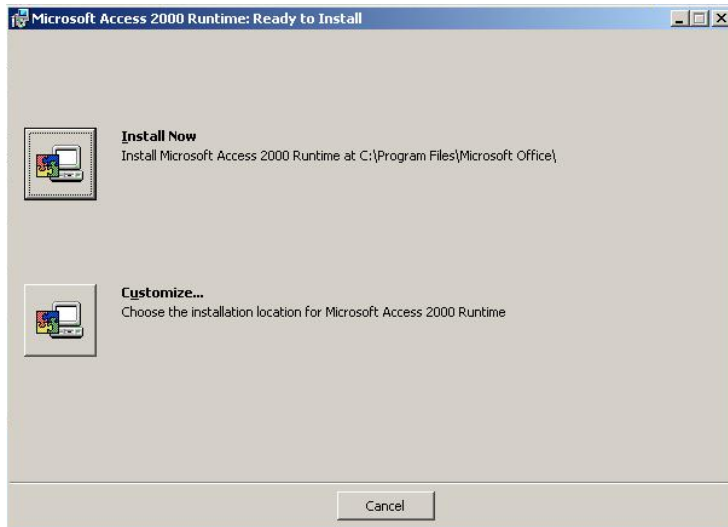 Microsoft Access 2000 Runtime: Ready to Install
Install Now
Install Microsoft Access 2000 Runtime at C:\Program Files\Microsoft Office\
Customize...
Choose the installation location for Microsoft Access 2000 Runtime
Cancel